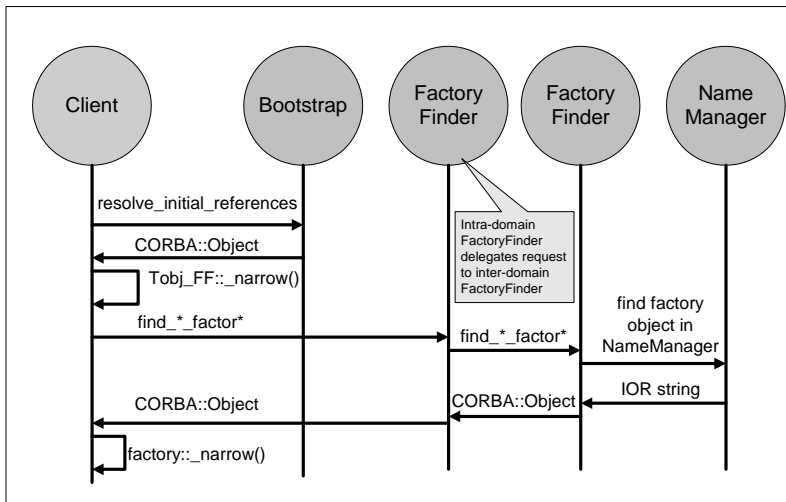 Client
Bootstrap
Factory
Finder
Factory
Finder
Name
Manager
resolve_initial_references
CORBA::Object
Tobj_FF::_narrow()
Intra-domain
FactoryFinder
delegates request
to inter-domain
FactoryFinder
find_*_factor*
find_*_factor*
find factory
object in
NameManager
IOR string
CORBA::Object
CORBA::Object
factory::_narrow()